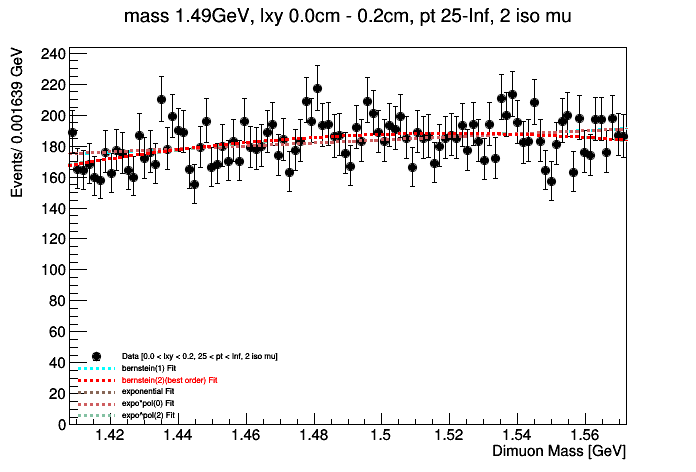 mass 1.49GeV, lxy 0.0cm - 0.2cm, pt 25-Inf, 2 iso mu
Events/ 0.001639 GeV
240
220
200
180
160
140
120
100
80
60
40
20
0
Data [0.0 < lxy < 0.2, 25 < pt < Inf, 2 iso mu]
bernstein(1) Fit
bernstein(2)(best order) Fit
exponential Fit
expo*pol(0) Fit
expo^pol(2) Fit
1.42 1.44 1.46 1.48 1.5 1.52 1.54 1.56
Dimuon Mass [GeV]